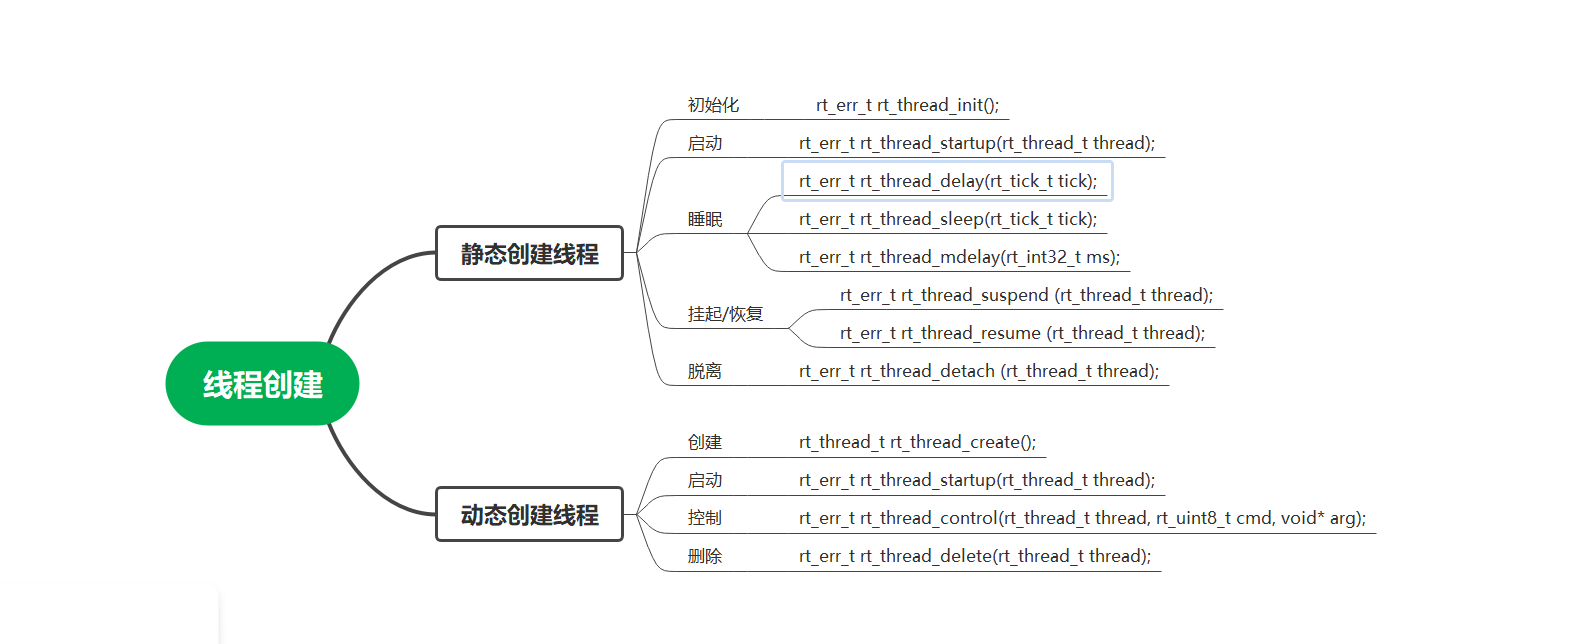 线程创建
静态创建线程
初始化 rt_err_t rt_thread_init();
启动 rt_err_t rt_thread_startup(rt_thread_t thread);
睡眠
rt_err_t rt_thread_delay(rt_tick_t tick);
rt_err_t rt_thread_sleep(rt_tick_t tick);
rt_err_t rt_thread_mdelay(rt_int32_t ms);
挂起/恢复
rt_err_t rt_thread_suspend (rt_thread_t thread);
rt_err_t rt_thread_resume (rt_thread_t thread);
脱离 rt_err_t rt_thread_detach (rt_thread_t thread);
动态创建线程
创建 rt_thread_t rt_thread_create();
启动 rt_err_t rt_thread_startup(rt_thread_t thread);
控制 rt_err_t rt_thread_control(rt_thread_t thread, rt_uint8_t cmd, void* arg);
删除 rt_err_t rt_thread_delete(rt_thread_t thread);